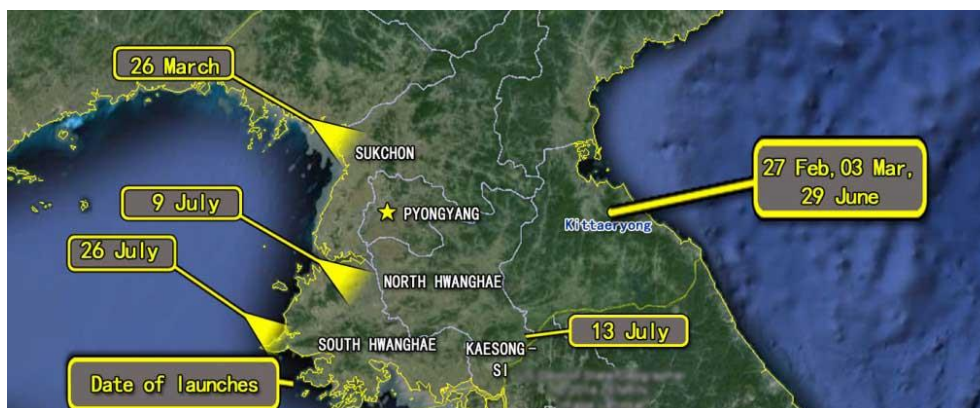 26 March
SUKCHON
27 Feb,03 Mar,
29 June
9 July
PYONGYANG
Kittaeryong
26 July
NORTH HWANGHAE
SOUTH HWANGHAE
KAESONG-
SI
13 July
Date of launches